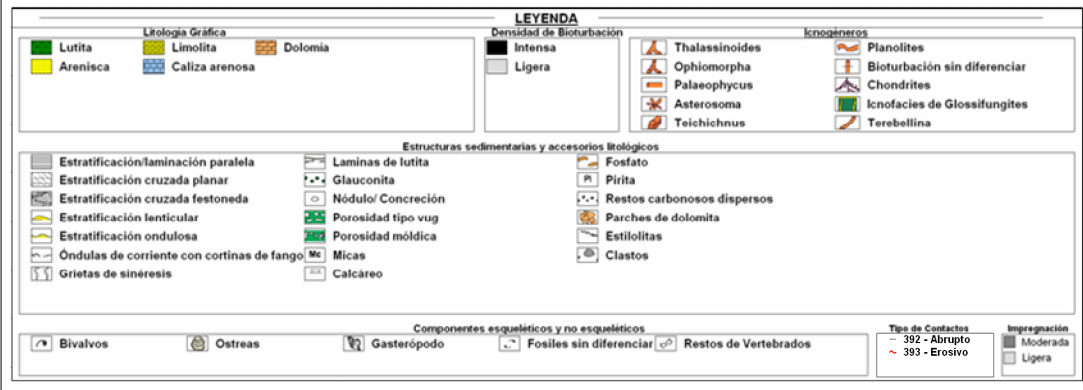 LEYENDA
Litología Gráfica
Lutita
Limolita
Dolomía
Arenisca
Caliza arenosa
Densidad de Bioturbación
Intensa
Ligera
Icnogéneros
Thalassinoides
Planolites
Ophiomorpha
Bioturbación sin diferenciar
Palaeophycus
Chondrites
Asterosoma
Icnofacies de Glossifungites
Teichichnus
Terebellina
Estructuras sedimentarias y accesorios litológicos
Estratificación/laminación paralela
Laminas de lutita
Fosfato
Estratificación cruzada planar
Glauconita
Pi
Pirita
Estratificación cruzada festoneda
Nódulo/ Concreción
Restos carbonosos dispersos
Estratificación lenticular
Porosidad tipo vug
Parches de dolomita
Estratificación ondulosa
Porosidad móldica
Estilolitas
Óndulas de corriente con cortinas de fango
Mc
Micas
Clastos
Grietas de sinéresis
Calcáreo
Componentes esqueléticos y no esqueléticos
Bivalvos
Ostreas
Gasterópodo
Fosiles sin diferenciar
Restos de Vertebrados
Tipo de Contactos
392 - Abrupto
393 - Erosivo
Impregnación
Moderada
Ligera